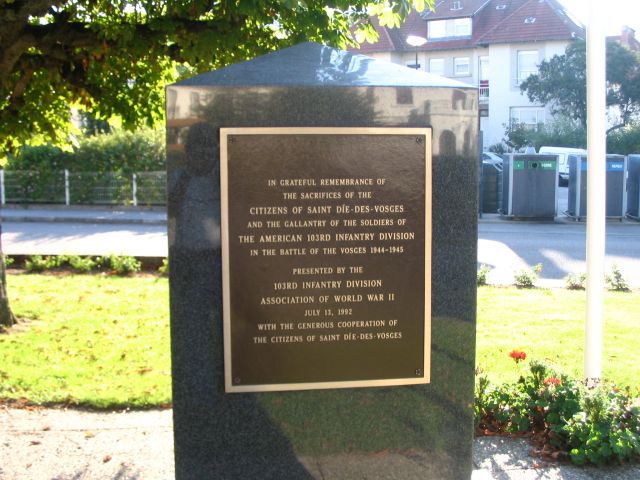 IN GRATEFUL REMEMBRANCE OF
THE SACRIFICES OF THE
CITIZENS OF SAINT DÍE-DES-VOSGES
AND THE GALLANTRY OF THE SOLDIERS OF
THE AMERICAN 103RD INFANTRY DIVISION
IN THE BATTLE OF THE VOSGES 1944-1945
PRESENTED BY THE
103RD INFANTRY DIVISION
ASSOCIATION OF WORLD WAR II
JULY 13, 1992
WITH THE GENEROUS COOPERATION OF
THE CITIZENS OF SAINT DÍE-DES-VOSGES